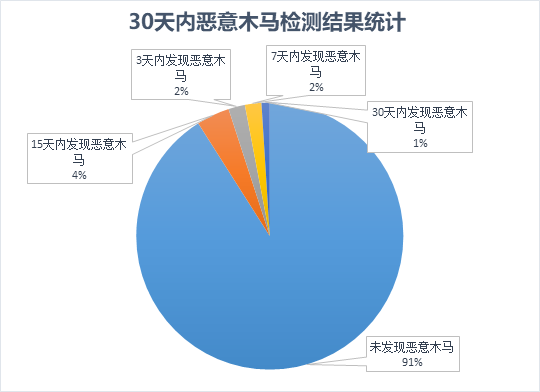 30天内恶意木马检测结果统计
3天内发现恶意木
马
2%
7天内发现恶意木
马
2%
30天内发现恶意木
马
1%
15天内发现恶意木
马
4%
未发现恶意木马
91%